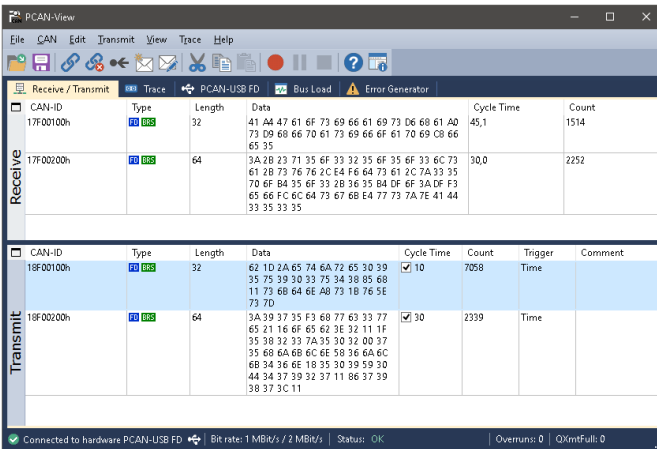 PCAN-View
File CAN Edit Transmit View Trace Help
Receive / Transmit Trace PCAN-USB FD Bus Load Error Generator
CAN-ID Type Length Data Cycle Time Count
17F00100h FD BRS 32 41 A4 47 61 6F 73 69 66 61 69 73 D6 68 61 A0 45,1 1514
73 D9 68 66 70 61 73 69 66 6F 61 70 69 C8 66
65 35
17F00200h FD BRS 64 3A 2B 23 71 35 6F 33 32 35 6F 35 6F 33 6C 73 30,0 2252
61 2B 73 76 76 2C E4 F6 64 73 61 2C 7A 33 35
70 6F B4 35 6F 33 2B 36 35 B4 DF 6F 3A DF F3
65 66 FC 6C 64 73 67 6B E4 77 73 7A 7E 41 44
33 35 33 35
Receive
CAN-ID Type Length Data Cycle Time Count Trigger Comment
18F00100h FD BRS 32 62 1D 2A 65 74 6A 72 65 30 39 10 7058 Time
35 75 39 30 33 75 34 38 85 68
11 73 6B 64 6E A8 73 1B 76 5E
73 7D
18F00200h FD BRS 64 3A 39 37 35 F3 68 77 63 33 77 30 2339 Time
65 21 16 6F 65 62 3E 32 11 1F
35 38 32 33 7A 35 30 32 00 37
35 68 6A 6B 6C 6E 58 36 6A 6C
6B 34 36 6E 18 35 30 39 59 30
44 34 37 39 32 37 11 86 37 39
38 37 3C 11
Transmit
Connected to hardware PCAN-USB FD Bit rate: 1 MBit/s / 2 MBit/s Status: OK Overruns: 0 QXmtFull: 0